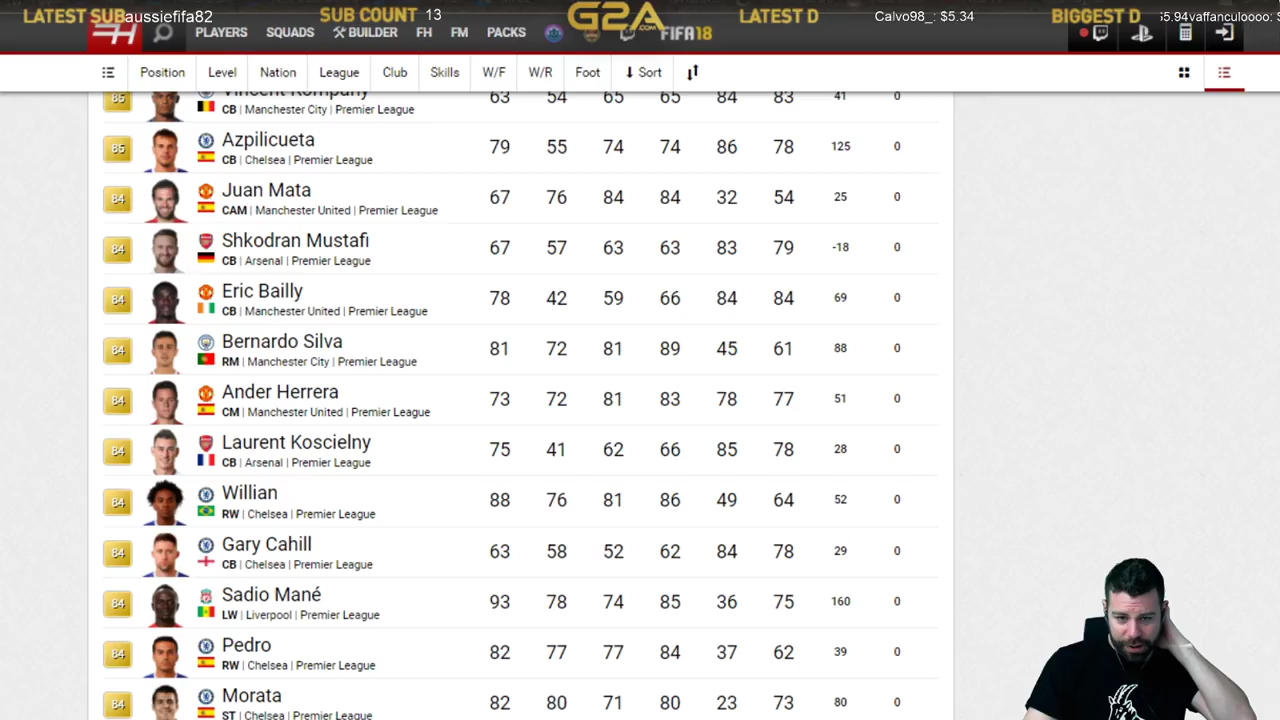 LATEST SUB aussiefifa82 SUB COUNT 13 G2A .COM LATEST D Calvo98_: $5.34 BIGGEST D $5.94vaffanculoooo:
FH PLAYERS SQUADS BUILDER FH FM PACKS FIFA18
Position Level Nation League Club Skills W/F W/R Foot Sort
85 Vincent Kompany 63 54 65 65 84 83 41 0
CB | Manchester City | Premier League
85 Azpilicueta 79 55 74 74 86 78 125 0
CB | Chelsea | Premier League
84 Juan Mata 67 76 84 84 32 54 25 0
CAM | Manchester United | Premier League
84 Shkodran Mustafi 67 57 63 63 83 79 -18 0
CB | Arsenal | Premier League
84 Eric Bailly 78 42 59 66 84 84 69 0
CB | Manchester United | Premier League
84 Bernardo Silva 81 72 81 89 45 61 88 0
RM | Manchester City | Premier League
84 Ander Herrera 73 72 81 83 78 77 51 0
CM | Manchester United | Premier League
84 Laurent Koscielny 75 41 62 66 85 78 28 0
CB | Arsenal | Premier League
84 Willian 88 76 81 86 49 64 52 0
RW | Chelsea | Premier League
84 Gary Cahill 63 58 52 62 84 78 29 0
CB | Chelsea | Premier League
84 Sadio Mané 93 78 74 85 36 75 160 0
LW | Liverpool | Premier League
84 Pedro 82 77 77 84 37 62 39 0
RW | Chelsea | Premier League
84 Morata 82 80 71 80 23 73 80 0
ST | Chelsea | Premier League